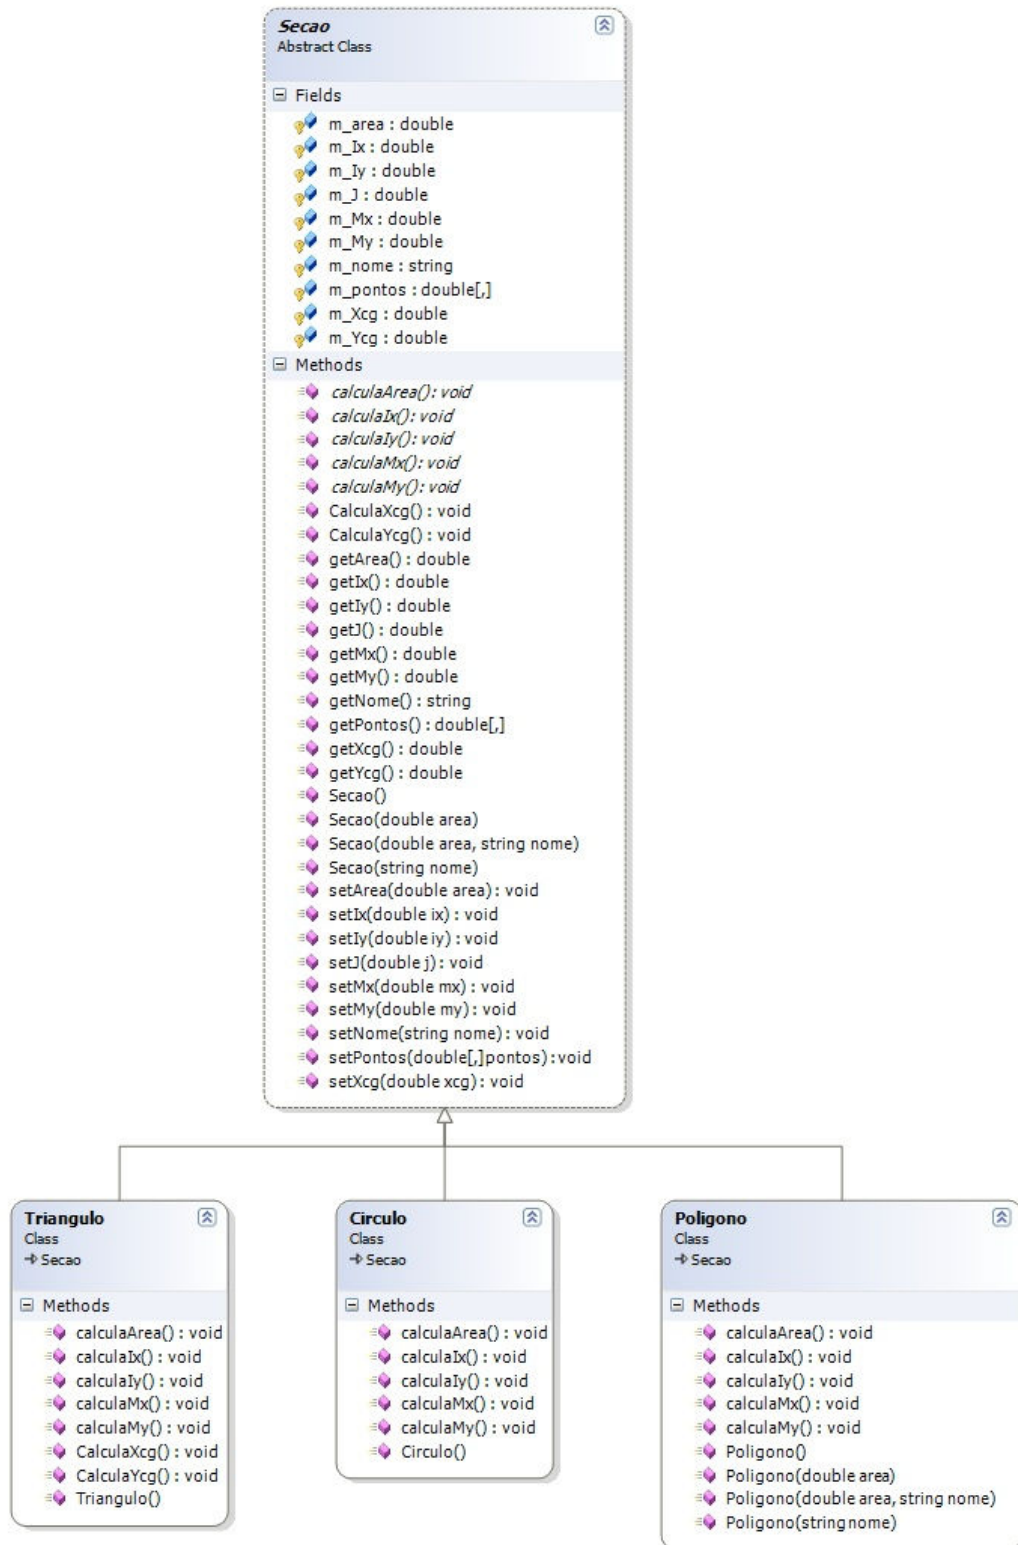 Secao
Abstract Class
Fields
m_area : double
m_Ix : double
m_Iy : double
m_J : double
m_Mx : double
m_My : double
m_nome : string
m_pontos : double[,]
m_Xcg : double
m_Ycg : double
Methods
calculaArea(): void
calculaIx(): void
calculaIy(): void
calculaMx(): void
calculaMy(): void
CalculaXcg() : void
CalculaYcg() : void
getArea() : double
getIx() : double
getIy() : double
getJ() : double
getMx() : double
getMy() : double
getNome() : string
getPontos() : double[,]
getXcg() : double
getYcg() : double
Secao()
Secao(double area)
Secao(double area, string nome)
Secao(string nome)
setArea(double area) : void
setIx(double ix) : void
setIy(double iy) : void
setJ(double j) : void
setMx(double mx) : void
setMy(double my) : void
setNome(string nome) : void
setPontos(double[,]pontos) :void
setXcg(double xcg) : void
Triangulo
Class
Secao
Methods
calculaArea() : void
calculaIx() : void
calculaIy() : void
calculaMx() : void
calculaMy() : void
CalculaXcg() : void
CalculaYcg() : void
Triangulo()
Circulo
Class
Secao
Methods
calculaArea() : void
calculaIx() : void
calculaIy() : void
calculaMx() : void
calculaMy() : void
Circulo()
Poligono
Class
Secao
Methods
calculaArea() : void
calculaIx() : void
calculaIy() : void
calculaMx() : void
calculaMy() : void
Poligono()
Poligono(double area)
Poligono(double area, string nome)
Poligono(string nome)